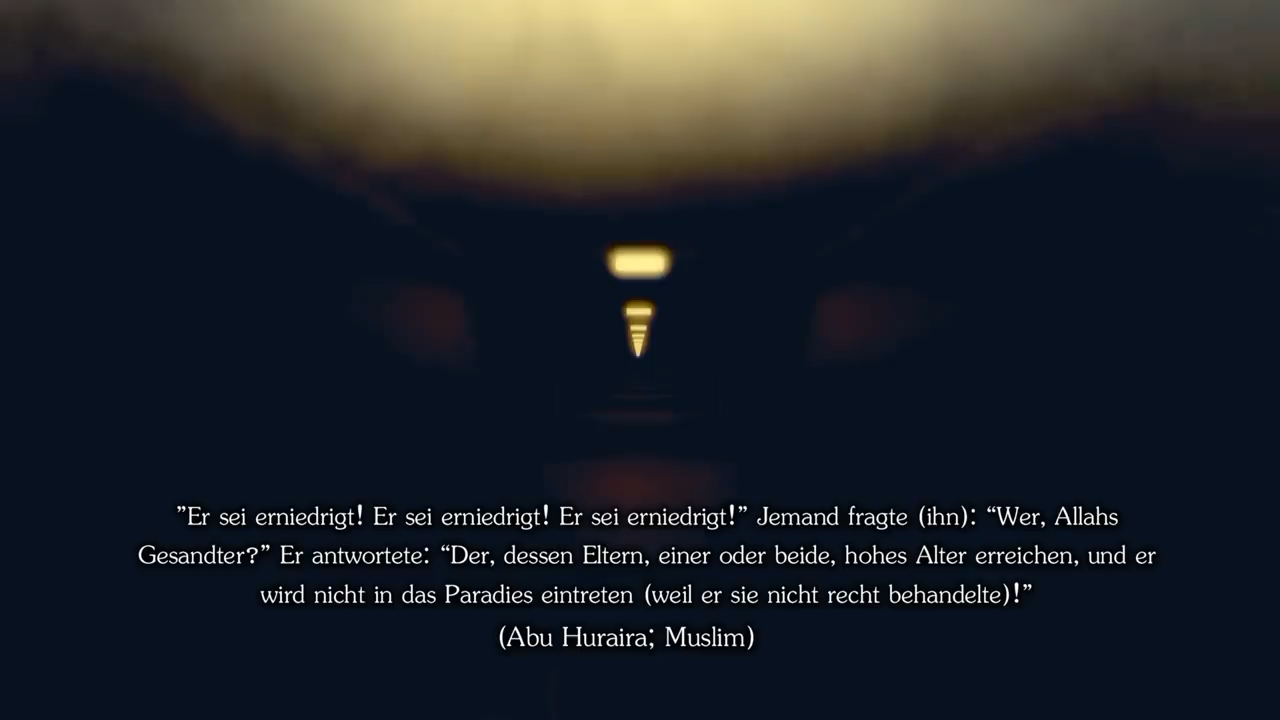 ”Er sei erniedrigt! Er sei erniedrigt! Er sei erniedrigt!” Jemand fragte (ihn): “Wer, Allahs
Gesandter?” Er antwortete: “Der, dessen Eltern, einer oder beide, hohes Alter erreichen, und er
wird nicht in das Paradies eintreten (weil er sie nicht recht behandelte)!”
(Abu Huraira; Muslim)